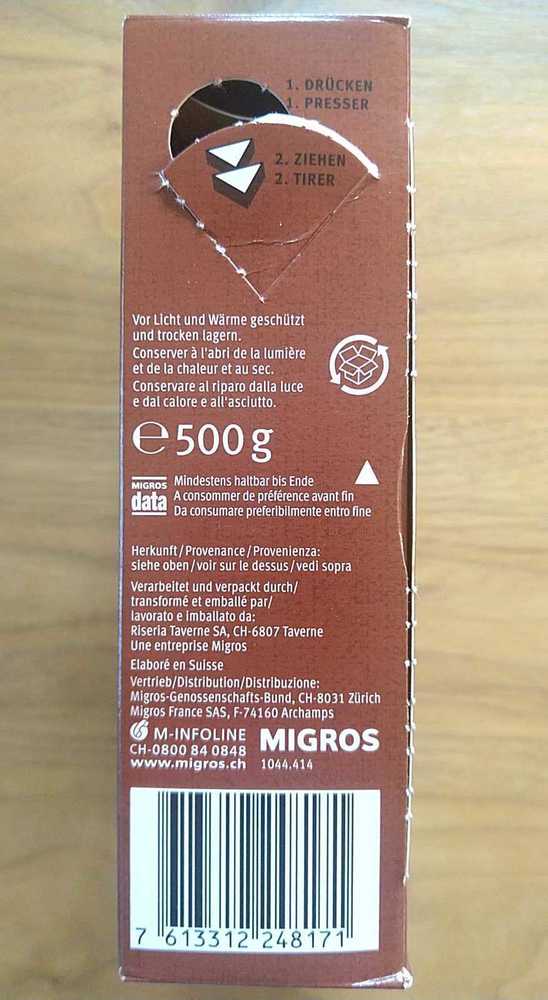 1. DRÜCKEN
1. PRESSER
2. ZIEHEN
2. TIRER
Vor Licht und Wärme geschützt
und trocken lagern.
Conserver à l'abri de la lumière
et de la chaleur et au sec.
Conservare al riparo dalla luce
e dal calore e all'asciutto.
℮ 500 g
MIGROS
data
Mindestens haltbar bis Ende
A consommer de préférence avant fin
Da consumare preferibilmente entro fine
Herkunft/Provenance/Provenienza:
siehe oben/voir sur le dessus/vedi sopra
Verarbeitet und verpackt durch/
transformé et emballé par/
lavorato e imballato da:
Riseria Taverne SA, CH-6807 Taverne
Une entreprise Migros
Elaboré en Suisse
Vertrieb/Distribution/Distribuzione:
Migros-Genossenschafts-Bund, CH-8031 Zürich
Migros France SAS, F-74160 Archamps
M-INFOLINE
CH-0800 84 0848
www.migros.ch
MIGROS
1044.414
7 613312 248171